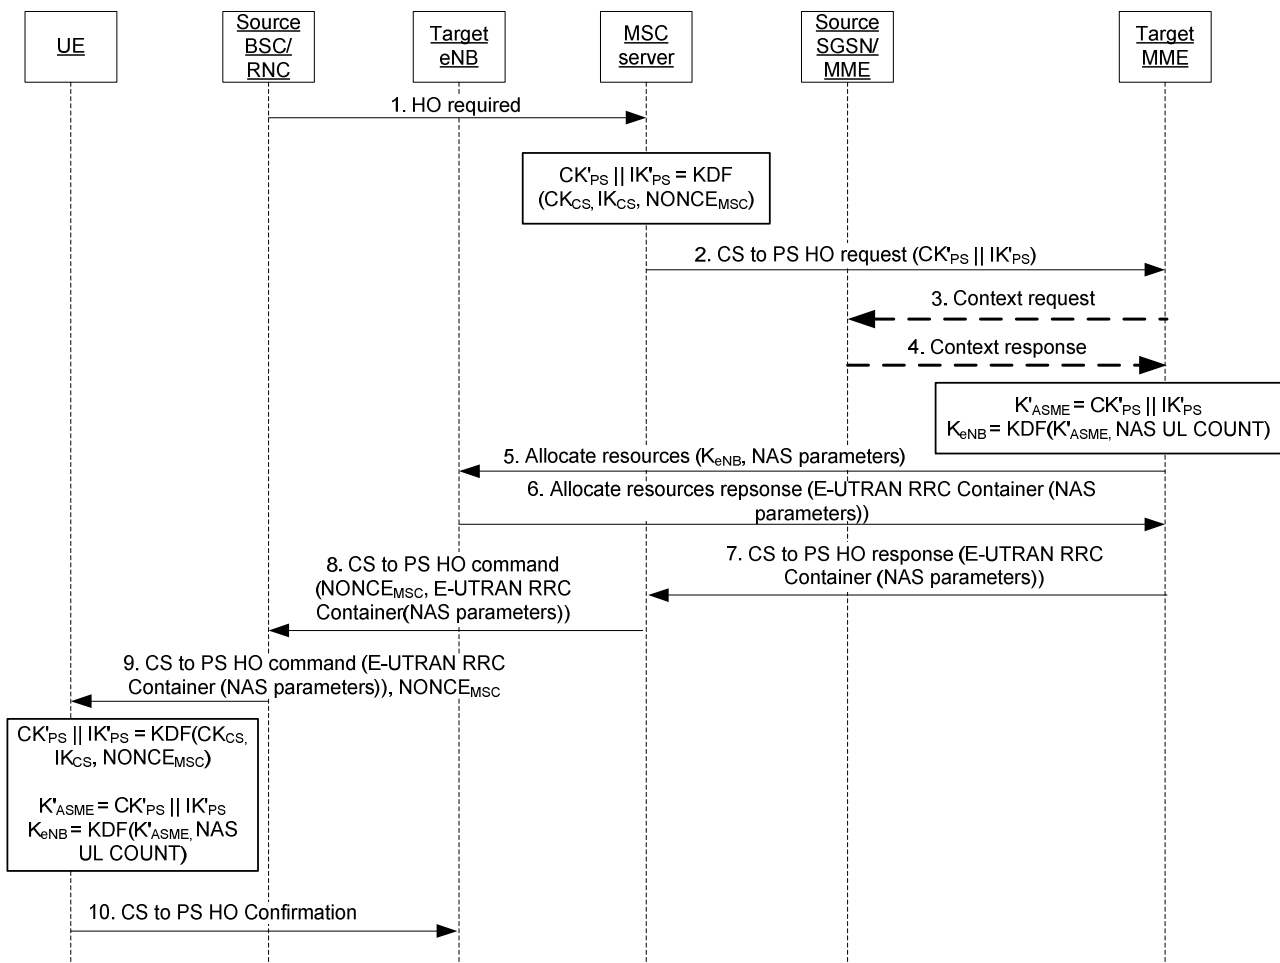 UE
Source
BSC/
RNC
Target
eNB
MSC
server
Source
SGSN/
MME
Target
MME
1. HO required
CK'PS || IK'PS = KDF
(CKCS, IKCS, NONCEMSC)
2. CS to PS HO request (CK'PS || IK'PS)
3. Context request
4. Context response
K'ASME = CK'PS || IK'PS
KeNB = KDF(K'ASME, NAS UL COUNT)
5. Allocate resources (KeNB, NAS parameters)
6. Allocate resources repsonse (E-UTRAN RRC Container (NAS
parameters))
7. CS to PS HO response (E-UTRAN RRC
Container (NAS parameters))
8. CS to PS HO command
(NONCEMSC, E-UTRAN RRC
Container(NAS parameters))
9. CS to PS HO command (E-UTRAN RRC
Container (NAS parameters)), NONCEMSC
CK'PS || IK'PS = KDF(CKCS,
IKCS, NONCEMSC)
K'ASME = CK'PS || IK'PS
KeNB = KDF(K'ASME, NAS
UL COUNT)
10. CS to PS HO Confirmation